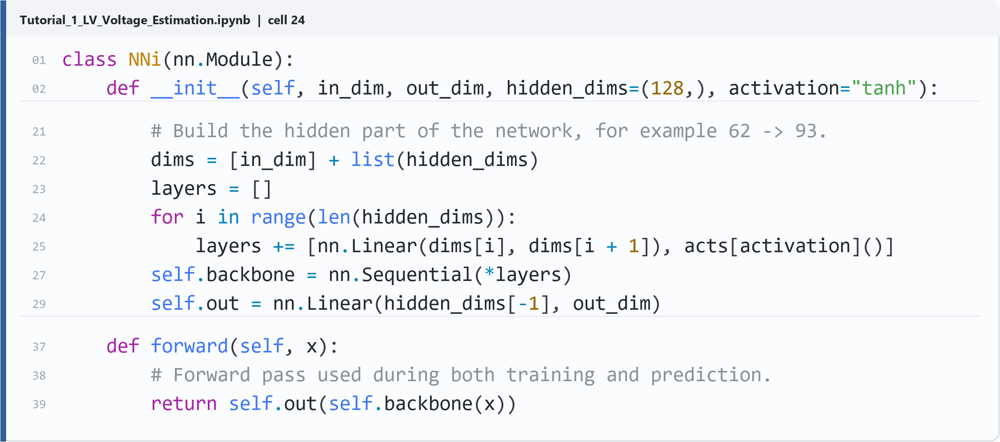 Tutorial_1_LV_Voltage_Estimation.ipynb | cell 24
01 class NNi(nn.Module):
02     def __init__(self, in_dim, out_dim, hidden_dims=(128,), activation="tanh"):
21         # Build the hidden part of the network, for example 62 -> 93.
22         dims = [in_dim] + list(hidden_dims)
23         layers = []
24         for i in range(len(hidden_dims)):
25             layers += [nn.Linear(dims[i], dims[i + 1]), acts[activation]()]
27         self.backbone = nn.Sequential(*layers)
29         self.out = nn.Linear(hidden_dims[-1], out_dim)
37     def forward(self, x):
38         # Forward pass used during both training and prediction.
39         return self.out(self.backbone(x))